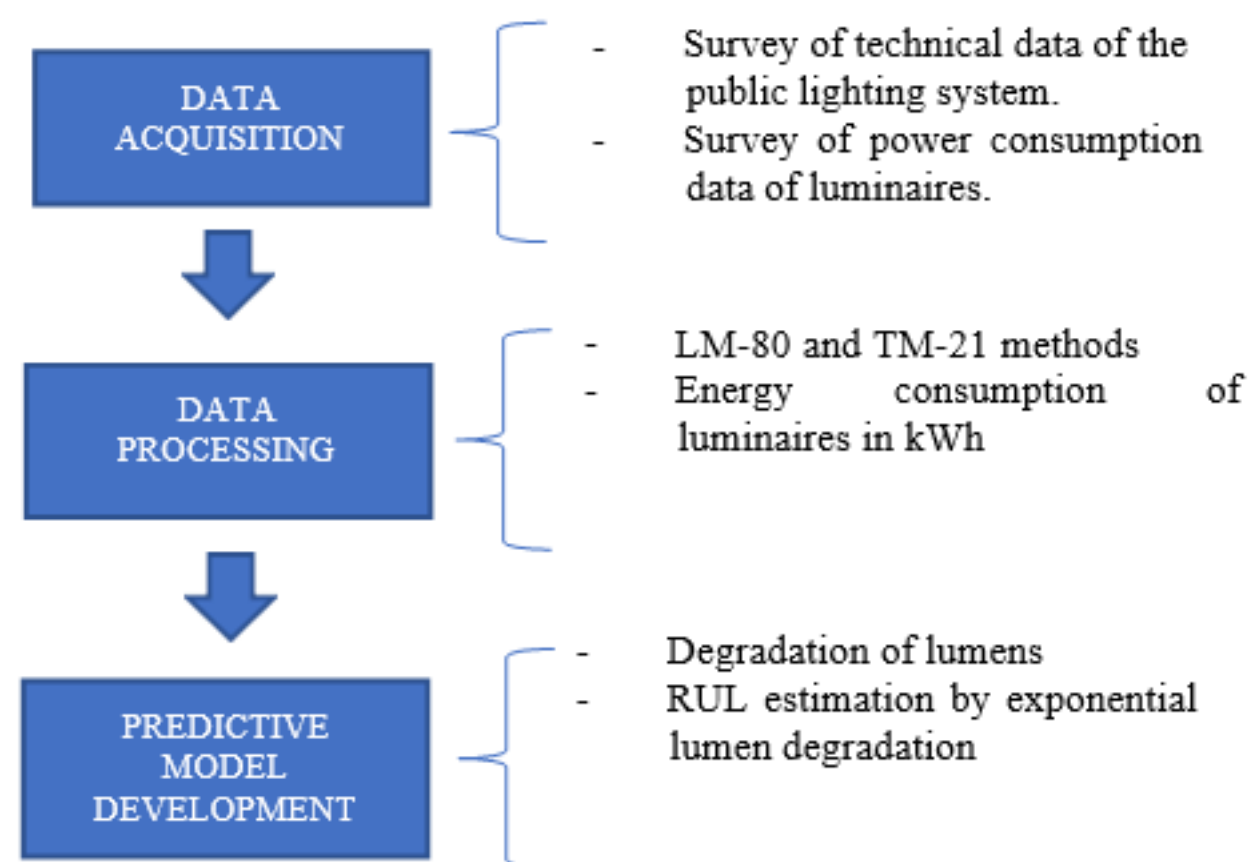 DATA
ACQUISITION
- Survey of technical data of the
public lighting system.
- Survey of power consumption
data of luminaires.
DATA
PROCESSING
- LM-80 and TM-21 methods
- Energy consumption of
luminaires in kWh
PREDICTIVE
MODEL
DEVELOPMENT
- Degradation of lumens
- RUL estimation by exponential
lumen degradation